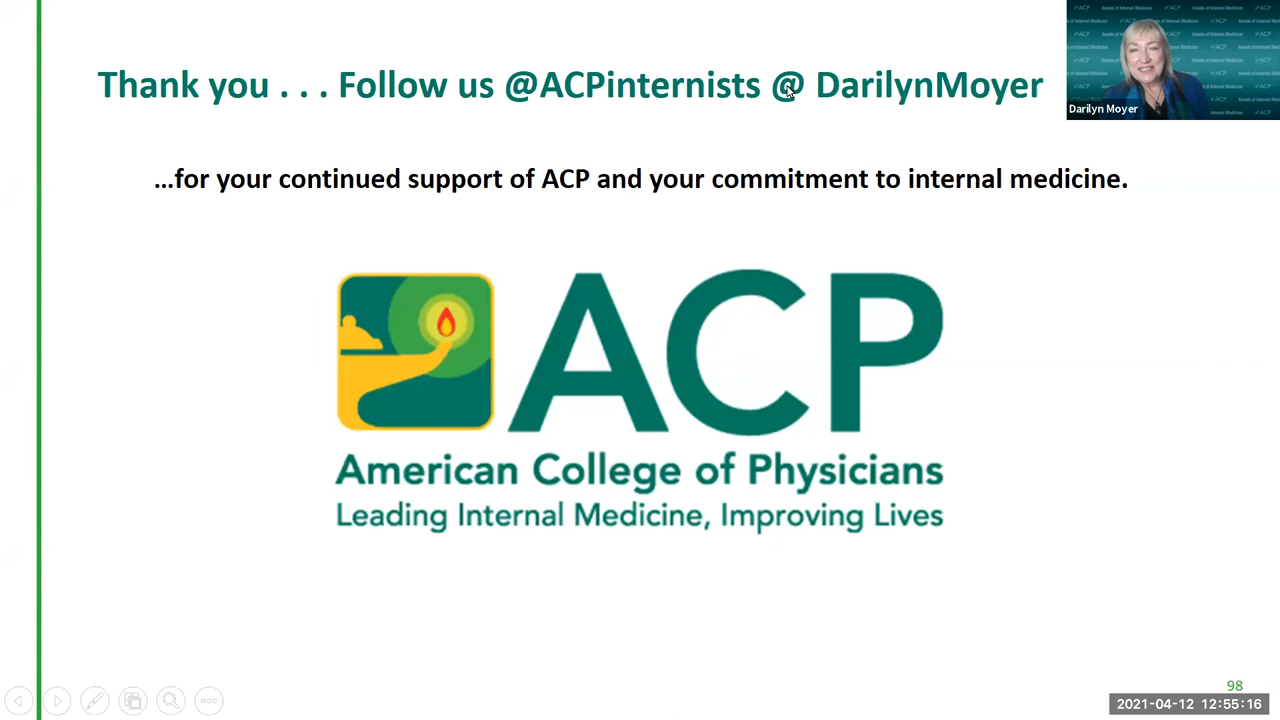 Thank you . . . Follow us @ACPinternists @ DarilynMoyer
Darilyn Moyer
...for your continued support of ACP and your commitment to internal medicine.
ACP
American College of Physicians
Leading Internal Medicine, Improving Lives
98
2021-04-12 12:55:16